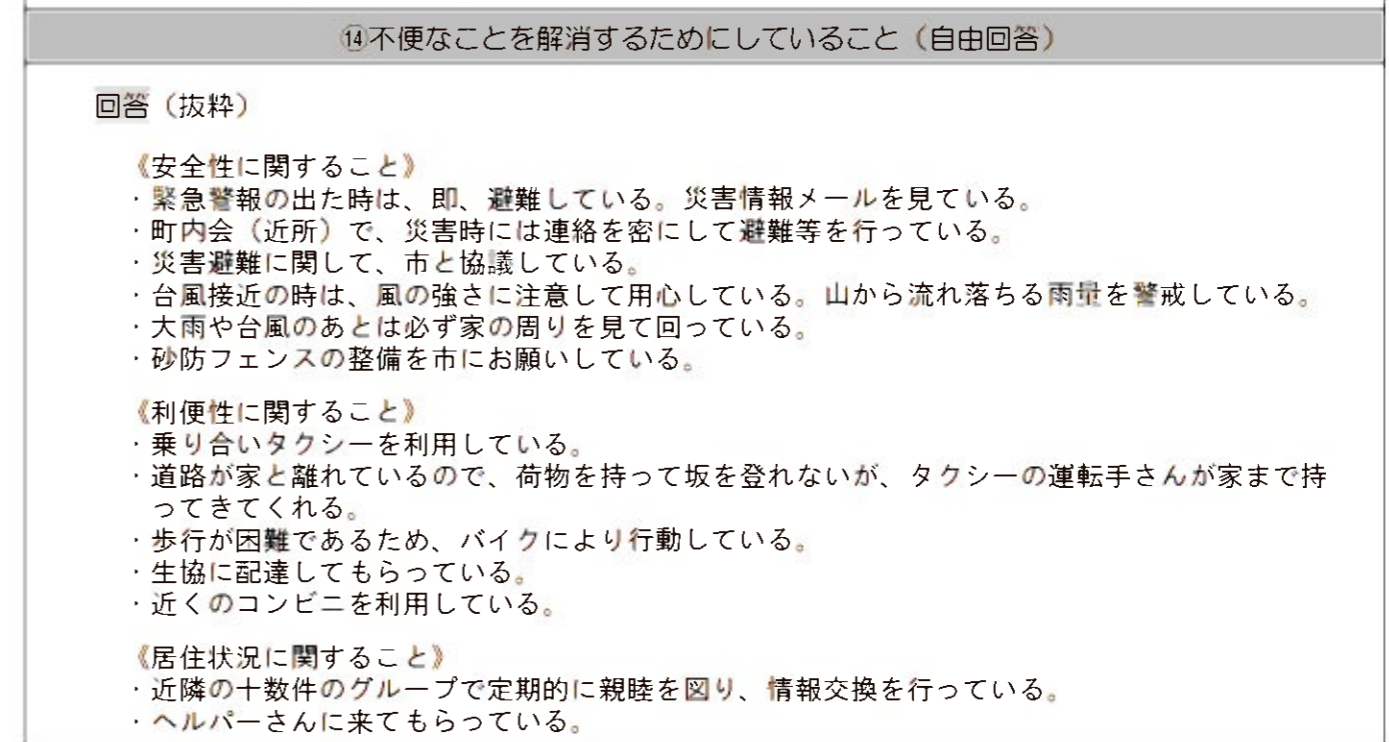 ⑭不便なことを解消するためにしていること（自由回答）
回答（抜粋）
《安全性に関すること》
・緊急警報の出た時は、即、避難している。災害情報メールを見ている。
・町内会（近所）で、災害時には連絡を密にして避難等を行っている。
・災害避難に関して、市と協議している。
・台風接近の時は、風の強さに注意して用心している。山から流れ落ちる雨量を警戒している。
・大雨や台風のあとは必ず家の周りを見て回っている。
・砂防フェンスの整備を市にお願いしている。
《利便性に関すること》
・乗り合いタクシーを利用している。
・道路が家と離れているので、荷物を持って坂を登れないが、タクシーの運転手さんが家まで持
ってきてくれる。
・歩行が困難であるため、バイクにより行動している。
・生協に配達してもらっている。
・近くのコンビニを利用している。
《居住状況に関すること》
・近隣の十数件のグループで定期的に親睦を図り、情報交換を行っている。
・ヘルパーさんに来てもらっている。